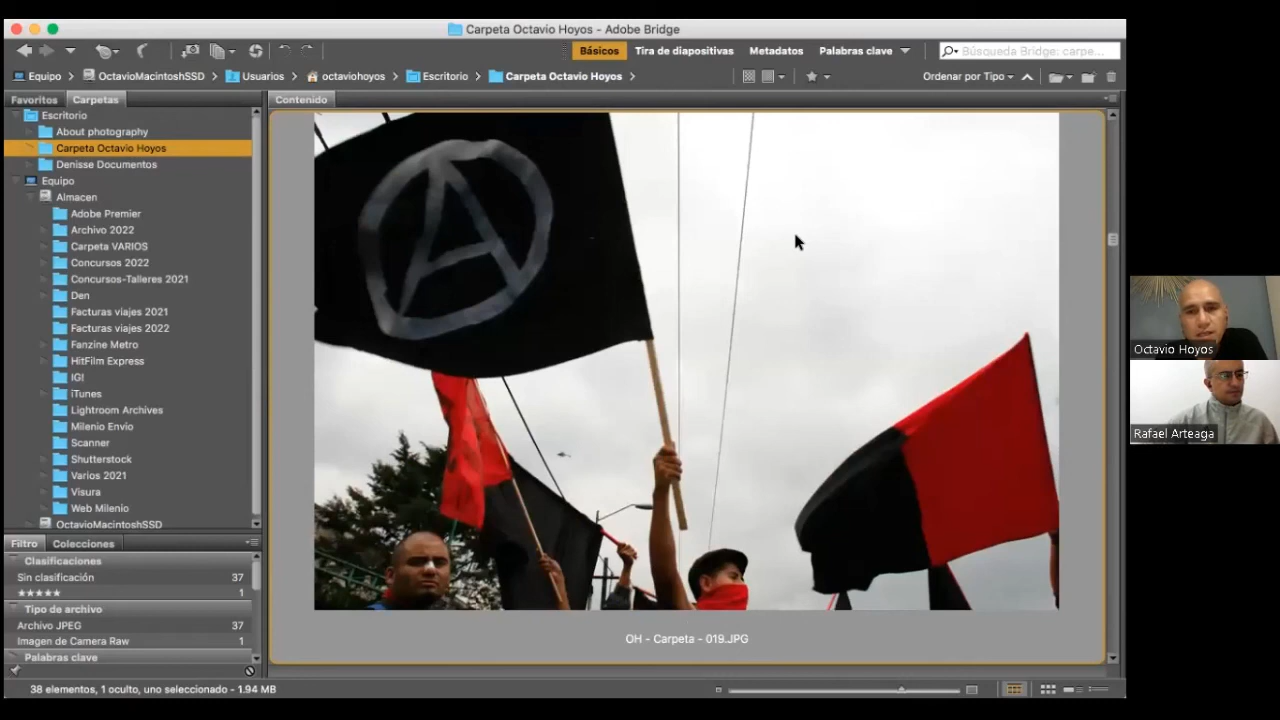 Carpeta Octavio Hoyos - Adobe Bridge
Básicos Tira de diapositivas Metadatos Palabras clave Búsqueda Bridge: carpe...
Equipo OctavioMacintoshSSD Usuarios octaviohoyos Escritorio Carpeta Octavio Hoyos Ordenar por Tipo
Favoritos Carpetas Contenido
Escritorio
About photography
Carpeta Octavio Hoyos
Denisse Documentos
Equipo
Almacen
Adobe Premier
Archivo 2022
Carpeta VARIOS
Concursos 2022
Concursos-Talleres 2021
Den
Facturas viajes 2021
Facturas viajes 2022
Fanzine Metro
HitFilm Express
IG!
iTunes
Lightroom Archives
Milenio Envio
Scanner
Shutterstock
Varios 2021
Visura
Web Milenio
OctavioMacintoshSSD
Filtro Colecciones
Clasificaciones
Sin clasificación 37
★★★★★ 1
Tipo de archivo
Archivo JPEG 37
Imagen de Camera Raw 1
Palabras clave
38 elementos, 1 oculto, uno seleccionado - 1.94 MB
A
OH - Carpeta - 019.JPG
Octavio Hoyos
Rafael Arteaga